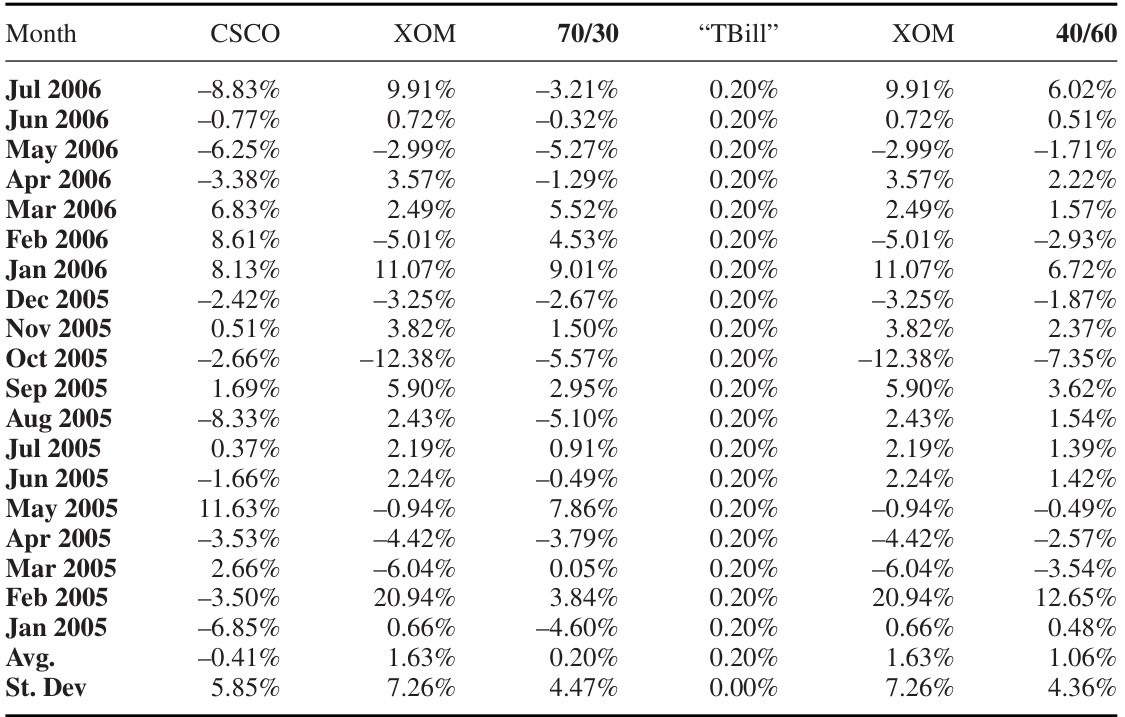 Month CSCO XOM 70/30 “TBill” XOM 40/60
Jul 2006 –8.83% 9.91% –3.21% 0.20% 9.91% 6.02%
Jun 2006 –0.77% 0.72% –0.32% 0.20% 0.72% 0.51%
May 2006 –6.25% –2.99% –5.27% 0.20% –2.99% –1.71%
Apr 2006 –3.38% 3.57% –1.29% 0.20% 3.57% 2.22%
Mar 2006 6.83% 2.49% 5.52% 0.20% 2.49% 1.57%
Feb 2006 8.61% –5.01% 4.53% 0.20% –5.01% –2.93%
Jan 2006 8.13% 11.07% 9.01% 0.20% 11.07% 6.72%
Dec 2005 –2.42% –3.25% –2.67% 0.20% –3.25% –1.87%
Nov 2005 0.51% 3.82% 1.50% 0.20% 3.82% 2.37%
Oct 2005 –2.66% –12.38% –5.57% 0.20% –12.38% –7.35%
Sep 2005 1.69% 5.90% 2.95% 0.20% 5.90% 3.62%
Aug 2005 –8.33% 2.43% –5.10% 0.20% 2.43% 1.54%
Jul 2005 0.37% 2.19% 0.91% 0.20% 2.19% 1.39%
Jun 2005 –1.66% 2.24% –0.49% 0.20% 2.24% 1.42%
May 2005 11.63% –0.94% 7.86% 0.20% –0.94% –0.49%
Apr 2005 –3.53% –4.42% –3.79% 0.20% –4.42% –2.57%
Mar 2005 2.66% –6.04% 0.05% 0.20% –6.04% –3.54%
Feb 2005 –3.50% 20.94% 3.84% 0.20% 20.94% 12.65%
Jan 2005 –6.85% 0.66% –4.60% 0.20% 0.66% 0.48%
Avg. –0.41% 1.63% 0.20% 0.20% 1.63% 1.06%
St. Dev 5.85% 7.26% 4.47% 0.00% 7.26% 4.36%